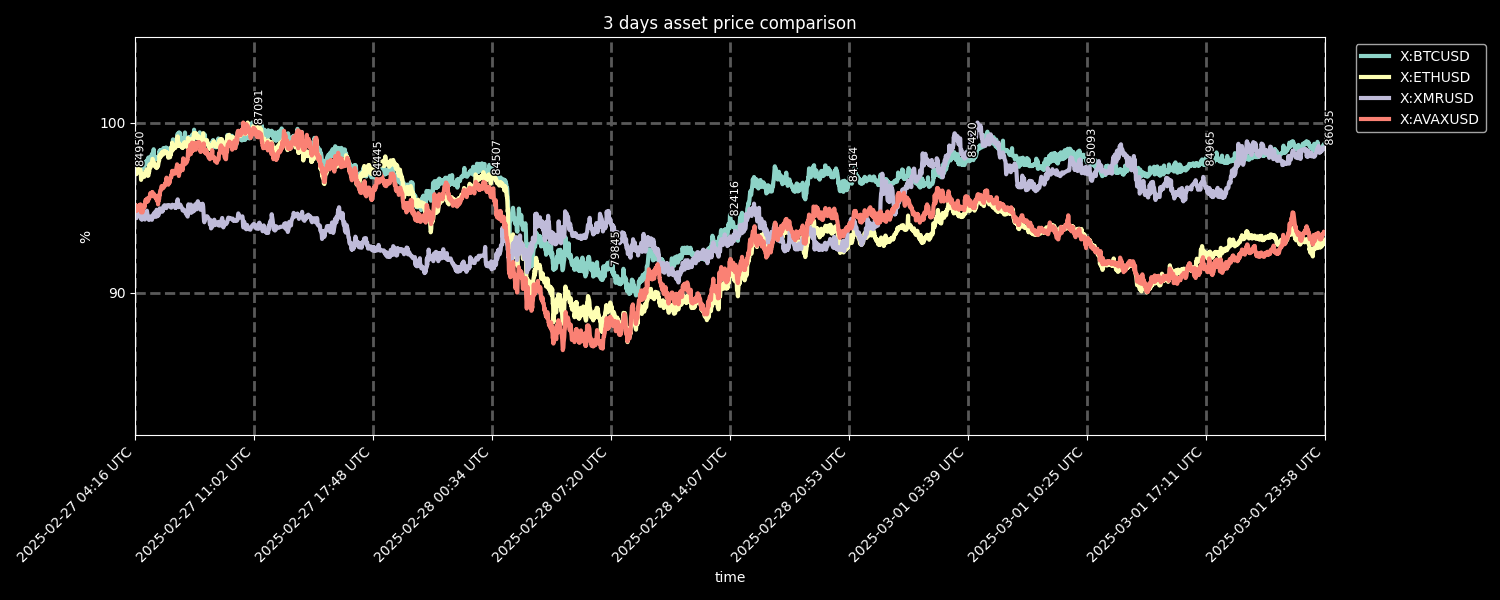 3 days asset price comparison
X:BTCUSD
X:ETHUSD
X:XMRUSD
X:AVAXUSD
100
90
%
84950
87091
84445
84507
79845
82416
84164
85420
85093
84965
86035
2025-02-27 04:16 UTC
2025-02-27 11:02 UTC
2025-02-27 17:48 UTC
2025-02-28 00:34 UTC
2025-02-28 07:20 UTC
2025-02-28 14:07 UTC
2025-02-28 20:53 UTC
2025-03-01 03:39 UTC
2025-03-01 10:25 UTC
2025-03-01 17:11 UTC
2025-03-01 23:58 UTC
time